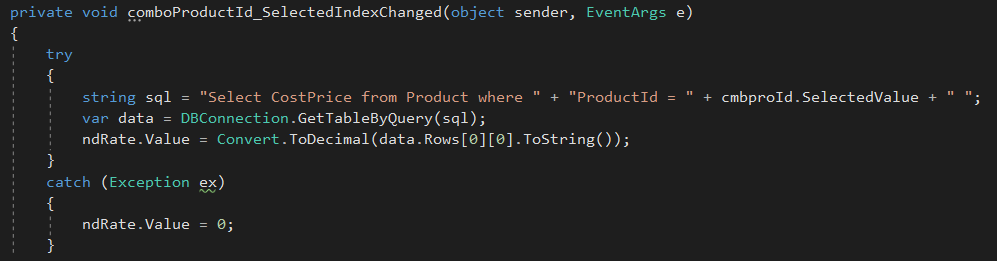 private void comboProductId_SelectedIndexChanged(object sender, EventArgs e)
{
    try
    {
        string sql = "Select CostPrice from Product where " + "ProductId = " + cmbproId.SelectedValue + " ";
        var data = DBConnection.GetTableByQuery(sql);
        ndRate.Value = Convert.ToDecimal(data.Rows[0][0].ToString());
    }
    catch (Exception ex)
    {
        ndRate.Value = 0;
    }